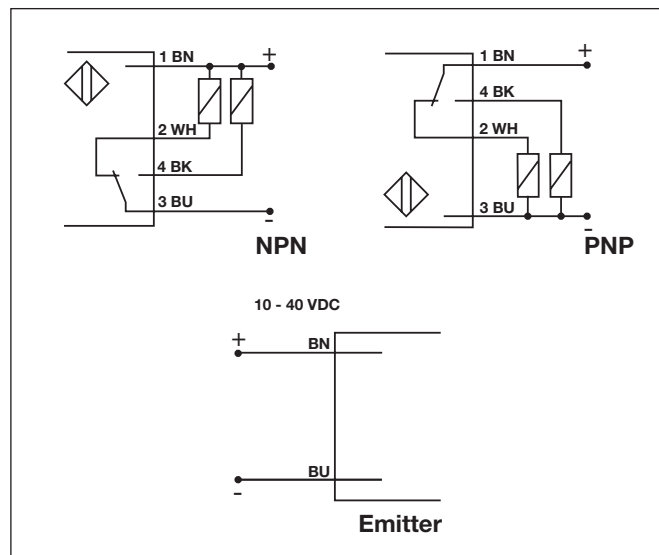 1 BN
+
2 WH
4 BK
3 BU
-
NPN
1 BN
+
4 BK
2 WH
3 BU
-
PNP
10 - 40 VDC
+
BN
BU
-
Emitter